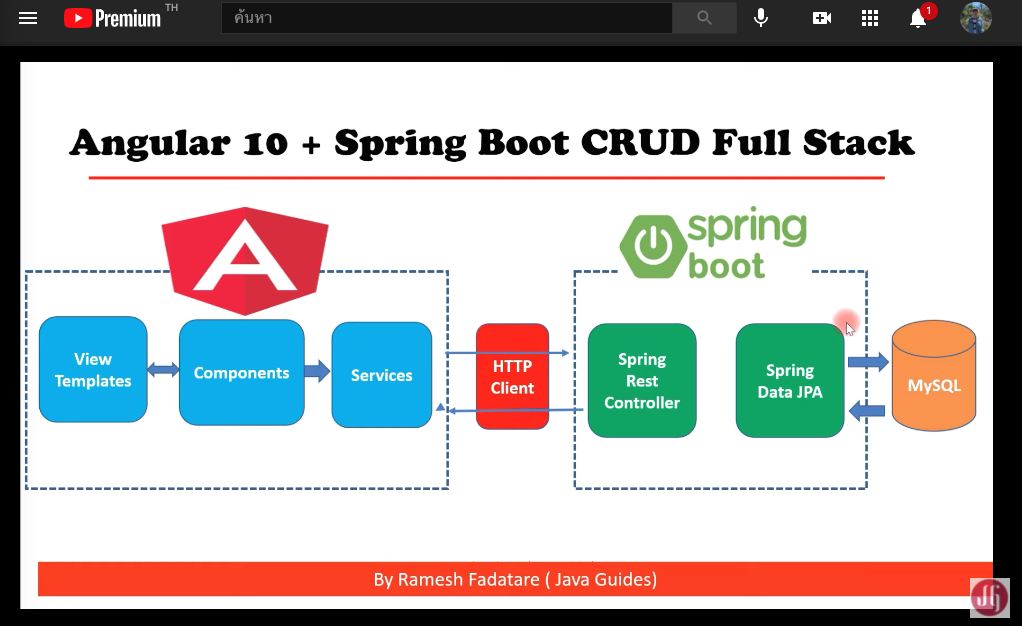 Premium TH
ค้นหา
1
Angular 10 + Spring Boot CRUD Full Stack
spring
boot
View
Templates
Components
Services
HTTP
Client
Spring
Rest
Controller
Spring
Data JPA
MySQL
By Ramesh Fadatare ( Java Guides)